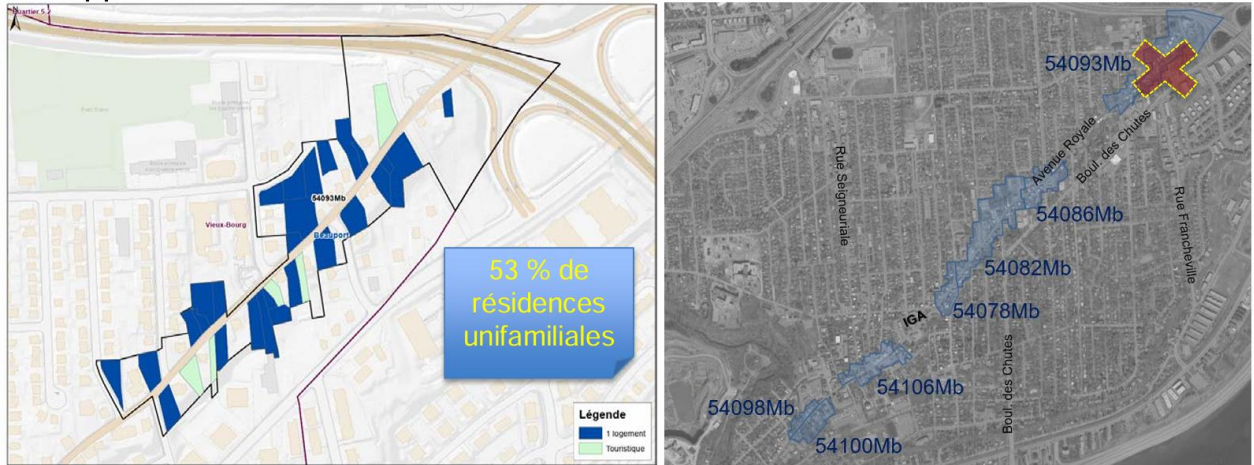 Quartier 5
N
54093Mb
Vieux-Bourg
Beauport
53 % de
résidences
unifamiliales
Légende
1 logement
Touristique
54093Mb
Avenue Royale
Boul. des Chutes
Rue Seigneuriale
54086Mb
Rue Francheville
54082Mb
54078Mb
IGA
54106Mb
Boul. des Chutes
54098Mb
54100Mb